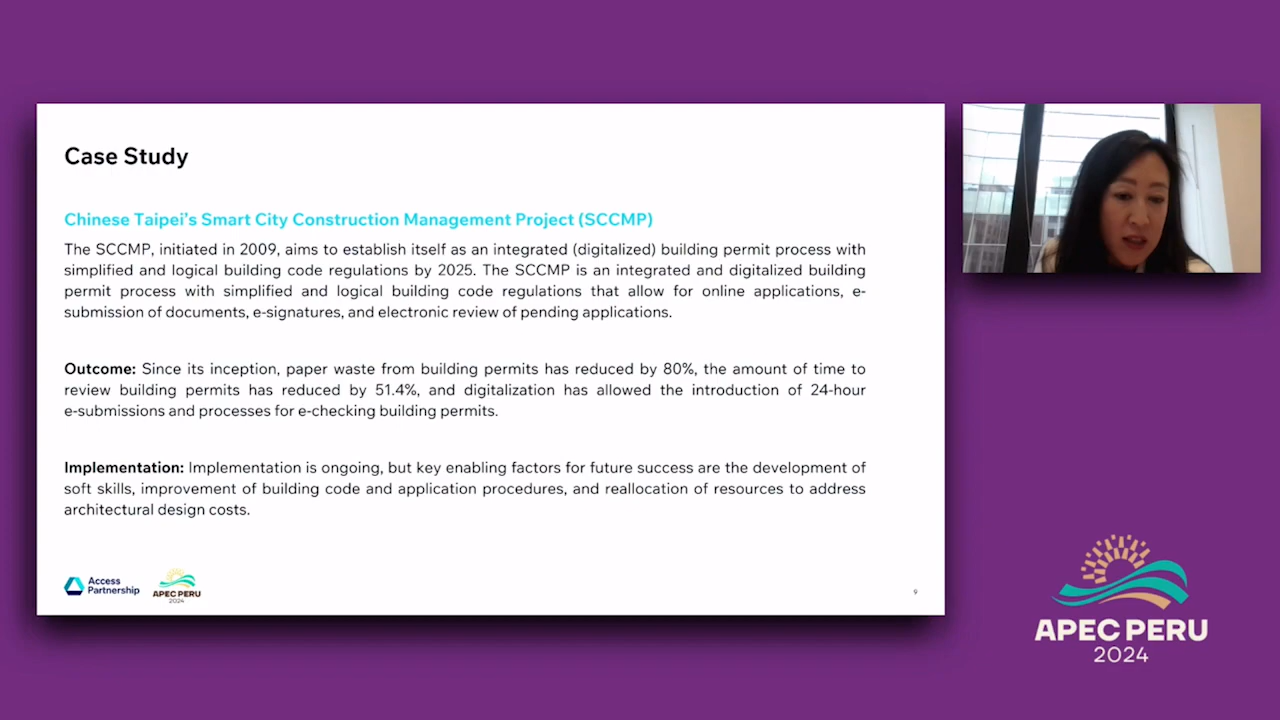 Case Study
Chinese Taipei's Smart City Construction Management Project (SCCMP)
The SCCMP, initiated in 2009, aims to establish itself as an integrated (digitalized) building permit process with
simplified and logical building code regulations by 2025. The SCCMP is an integrated and digitalized building
permit process with simplified and logical building code regulations that allow for online applications, e-
submission of documents, e-signatures, and electronic review of pending applications.
Outcome: Since its inception, paper waste from building permits has reduced by 80%, the amount of time to
review building permits has reduced by 51.4%, and digitalization has allowed the introduction of 24-hour
e-submissions and processes for e-checking building permits.
Implementation: Implementation is ongoing, but key enabling factors for future success are the development of
soft skills, improvement of building code and application procedures, and reallocation of resources to address
architectural design costs.
Access
Partnership
APEC PERU
2024
9
APEC PERU
2024